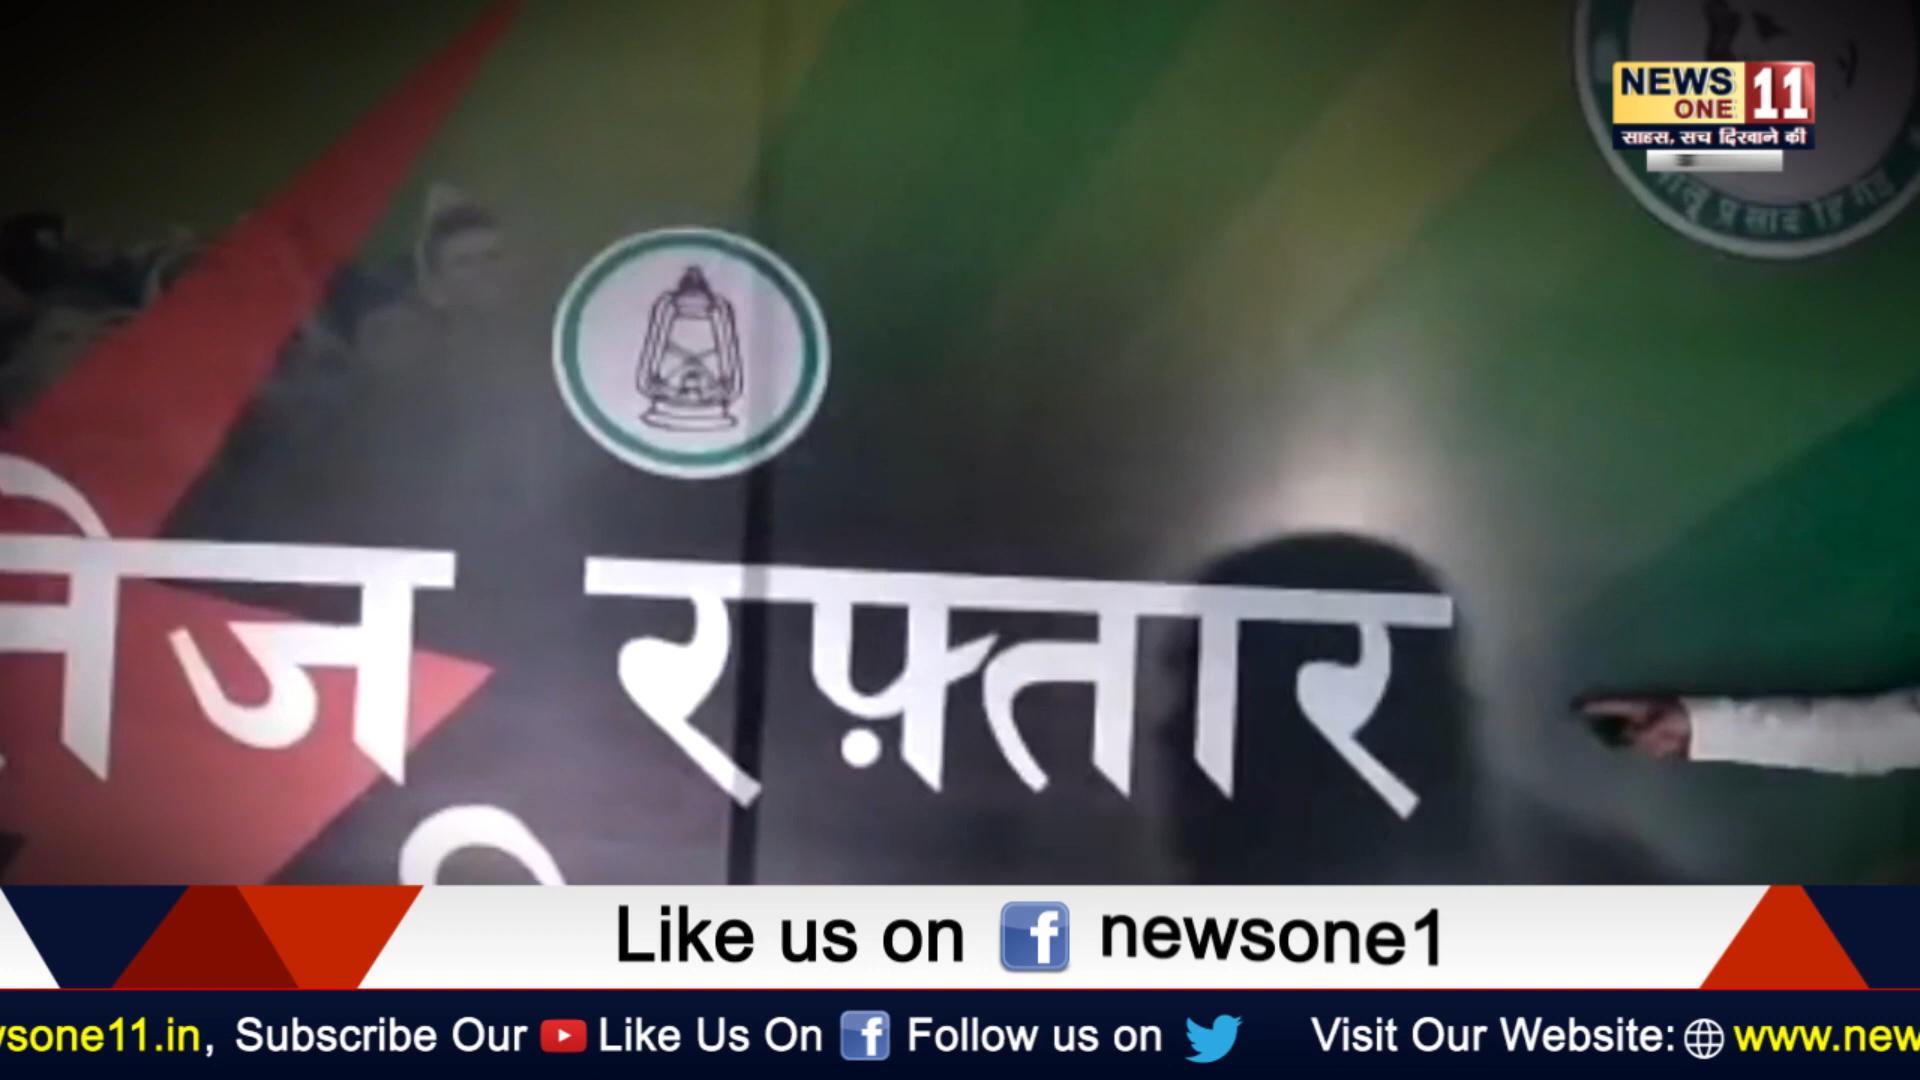 NEWS
ONE 11
साहस, सच दिखाने की
तेज रफ़्तार
Like us on newsone1
wsone11.in, Subscribe Our Like Us On Follow us on Visit Our Website: www.new